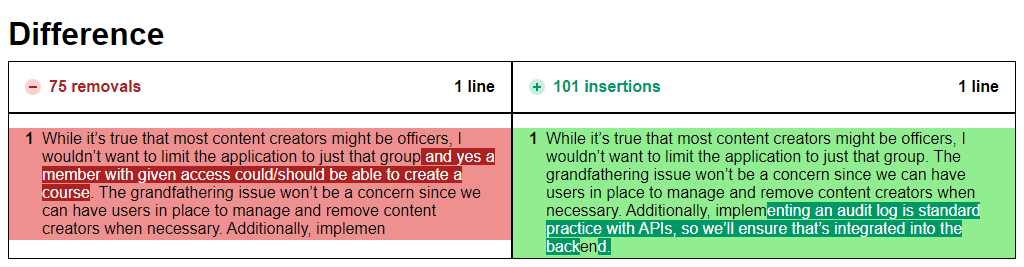 Difference
75 removals 1 line
101 insertions 1 line
1 While it’s true that most content creators might be officers, I
wouldn’t want to limit the application to just that group and yes a
member with given access could/should be able to create a
course. The grandfathering issue won’t be a concern since we
can have users in place to manage and remove content
creators when necessary. Additionally, implemen
1 While it’s true that most content creators might be officers, I
wouldn’t want to limit the application to just that group. The
grandfathering issue won’t be a concern since we can have
users in place to manage and remove content creators when
necessary. Additionally, implementing an audit log is standard
practice with APIs, so we’ll ensure that’s integrated into the
backend.